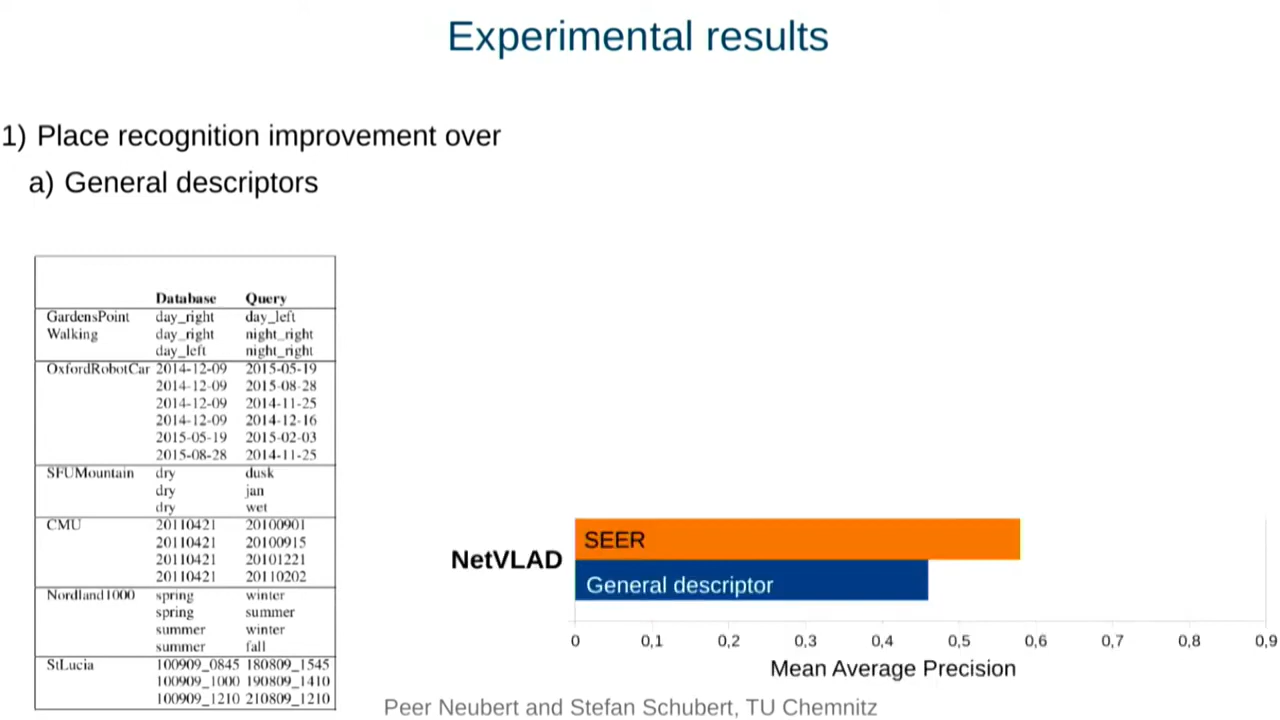 Experimental results
1) Place recognition improvement over
a) General descriptors
Database Query
GardensPoint day_right day_left
Walking day_right night_right
day_left night_right
OxfordRobotCar 2014-12-09 2015-05-19
2014-12-09 2015-08-28
2014-12-09 2014-11-25
2014-12-09 2014-12-16
2015-05-19 2015-02-03
2015-08-28 2014-11-25
SFUMountain dry dusk
dry jan
dry wet
CMU 20110421 20100901
20110421 20100915
20110421 20101221
20110421 20110202
Nordland1000 spring winter
spring summer
summer winter
summer fall
StLucia 100909_0845 180809_1545
100909_1000 190809_1410
100909_1210 210809_1210
SEER
NetVLAD
General descriptor
0 0,1 0,2 0,3 0,4 0,5 0,6 0,7 0,8 0,9
Mean Average Precision
Peer Neubert and Stefan Schubert, TU Chemnitz